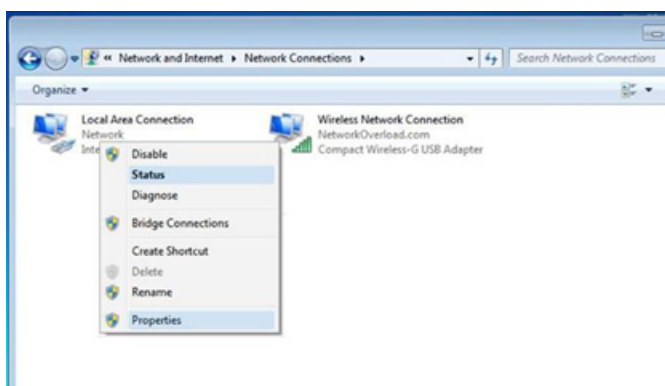 « Network and Internet ▸ Network Connections ▸ Search Network Connections
Organize
Local Area Connection
Network
Inte
Wireless Network Connection
NetworkOverload.com
Compact Wireless-G USB Adapter
Disable
Status
Diagnose
Bridge Connections
Create Shortcut
Delete
Rename
Properties